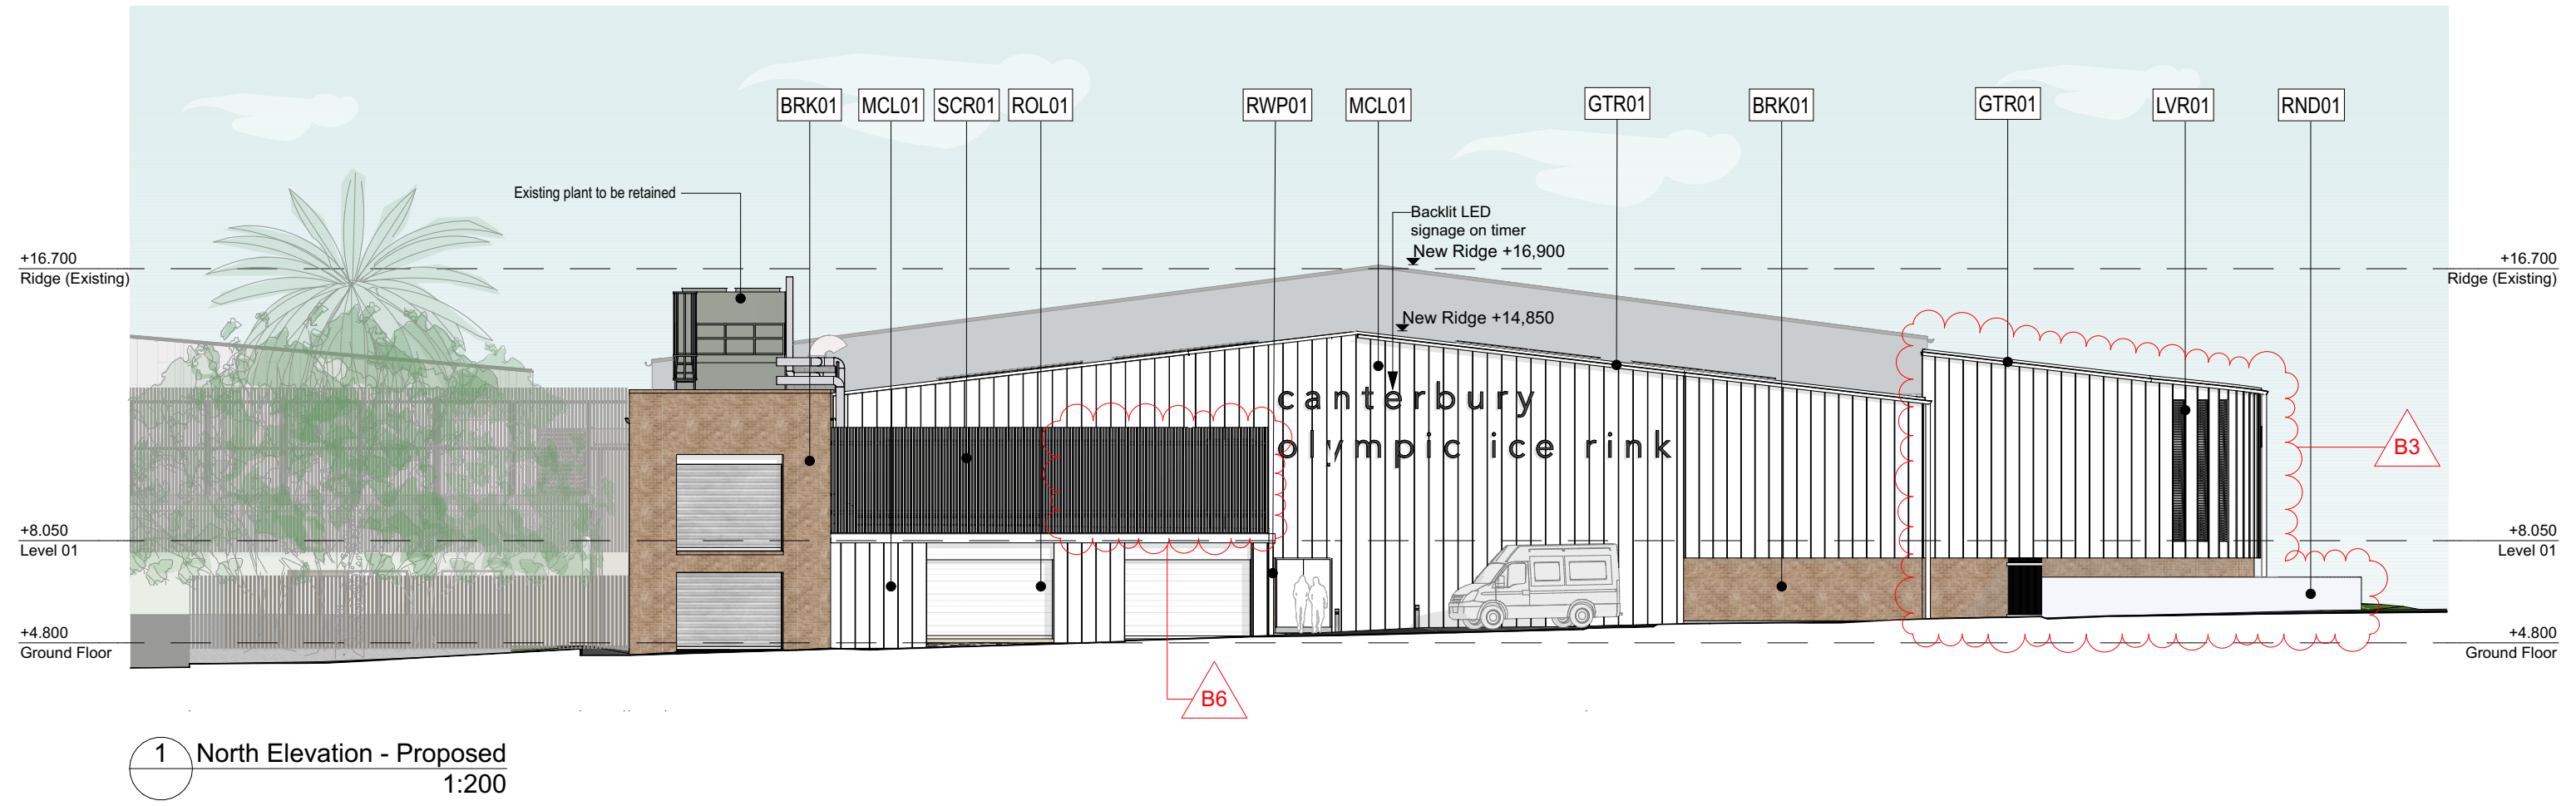 BRK01 MCL01 SCR01 ROL01 RWP01 MCL01 GTR01 BRK01 GTR01 LVR01 RND01
Existing plant to be retained
Backlit LED
signage on timer
New Ridge +16,900
+16.700
Ridge (Existing)
+16.700
Ridge (Existing)
New Ridge +14,850
canterbury
olympic ice rink
B3
+8.050
Level 01
+8.050
Level 01
+4.800
Ground Floor
+4.800
Ground Floor
B6
1 North Elevation - Proposed
1:200